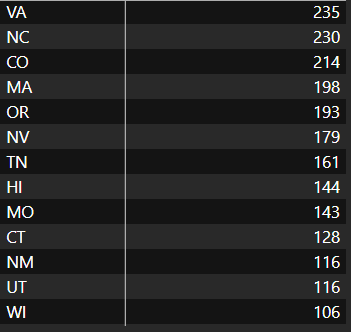 VA 235
NC 230
CO 214
MA 198
OR 193
NV 179
TN 161
HI 144
MO 143
CT 128
NM 116
UT 116
WI 106